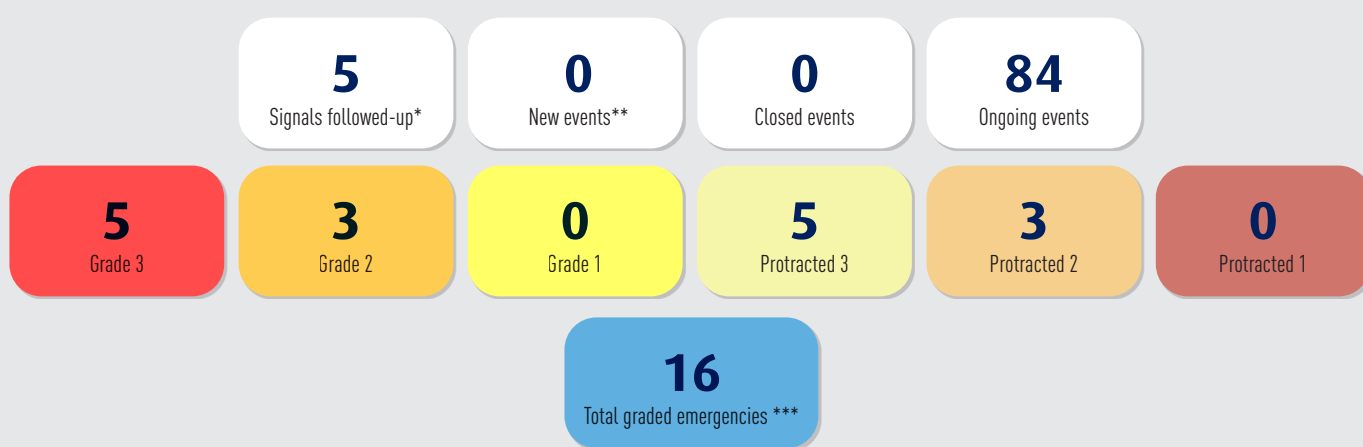 5
Signals followed-up*
0
New events**
0
Closed events
84
Ongoing events
5
Grade 3
3
Grade 2
0
Grade 1
5
Protracted 3
3
Protracted 2
0
Protracted 1
16
Total graded emergencies ***